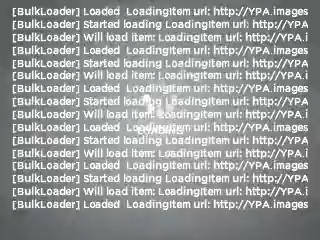 [BulkLoader] Loaded LoadingItem url: http://YPA.images
[BulkLoader] Started loading LoadingItem url: http://YPA
[BulkLoader] Will load item: LoadingItem url: http://YPA.i
[BulkLoader] Loaded LoadingItem url: http://YPA.images
[BulkLoader] Started loading LoadingItem url: http://YPA
[BulkLoader] Will load item: LoadingItem url: http://YPA.i
[BulkLoader] Loaded LoadingItem url: http://YPA.images
[BulkLoader] Started loading LoadingItem url: http://YPA
[BulkLoader] Will load item: LoadingItem url: http://YPA.i
[BulkLoader] Loaded LoadingItem url: http://YPA.images
LOADING
[BulkLoader] Started loading LoadingItem url: http://YPA
[BulkLoader] Will load item: LoadingItem url: http://YPA.i
[BulkLoader] Loaded LoadingItem url: http://YPA.images
[BulkLoader] Started loading LoadingItem url: http://YPA
[BulkLoader] Will load item: LoadingItem url: http://YPA.i
[BulkLoader] Loaded LoadingItem url: http://YPA.images